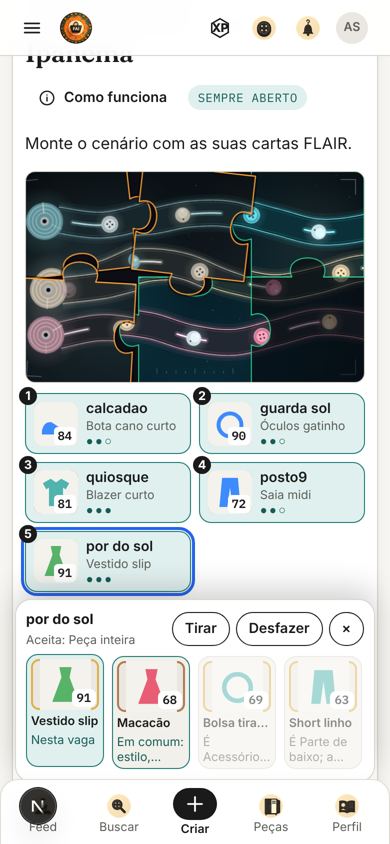 XP
AS
Ipanema
Como funciona
SEMPRE ABERTO
Monte o cenário com as suas cartas FLAIR.
1
calcadao
Bota cano curto
84
2
guarda sol
Óculos gatinho
90
3
quiosque
Blazer curto
81
4
posto9
Saia midi
72
5
por do sol
Vestido slip
91
por do sol
Aceita: Peça inteira
Tirar
Desfazer
×
91
Vestido slip
Nesta vaga
68
Macacão
Em comum:
estilo,...
69
Bolsa tira...
É
Acessório...
63
Short linho
É Parte de
baixo; a...
N
Feed
Buscar
Criar
Peças
Perfil